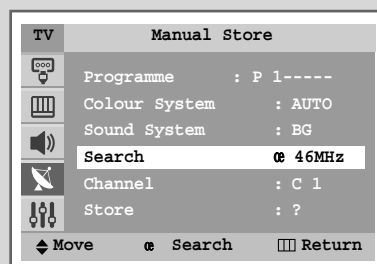 TV Manual Store
Programme : P 1-----
Colour System : AUTO
Sound System : BG
Search œ 46MHz
Channel : C 1
Store : ?
Move œ Search Return